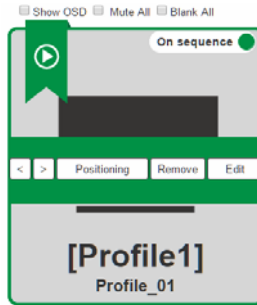 Show OSD Mute All Blank All
On sequence
< > Positioning Remove Edit
[Profile1]
Profile_01